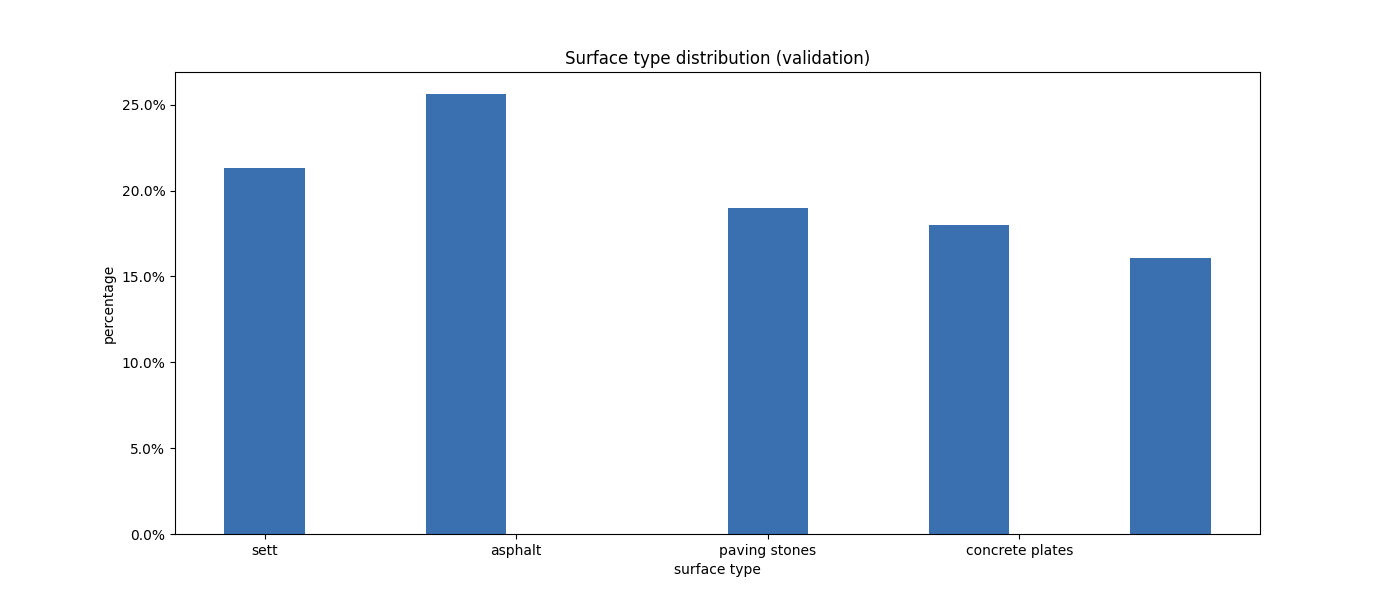 Surface type distribution (validation)
25.0%
20.0%
15.0%
10.0%
5.0%
0.0%
percentage
sett asphalt paving stones concrete plates
surface type